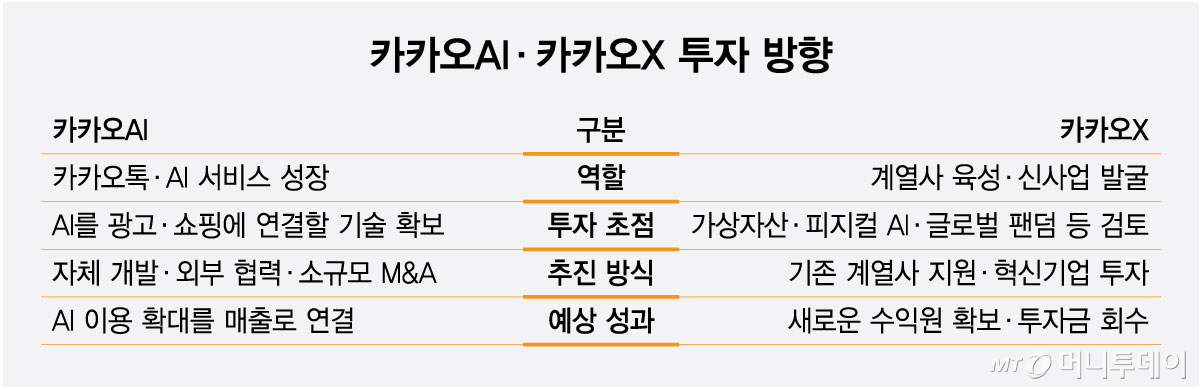 카카오AI·카카오X 투자 방향
카카오AI 구분 카카오X
카카오톡·AI 서비스 성장 역할 계열사 육성·신사업 발굴
AI를 광고·쇼핑에 연결할 기술 확보 투자 초점 가상자산·피지컬 AI·글로벌 팬덤 등 검토
자체 개발·외부 협력·소규모 M&A 추진 방식 기존 계열사 지원·혁신기업 투자
AI 이용 확대를 매출로 연결 예상 성과 새로운 수익원 확보·투자금 회수
MT 머니투데이